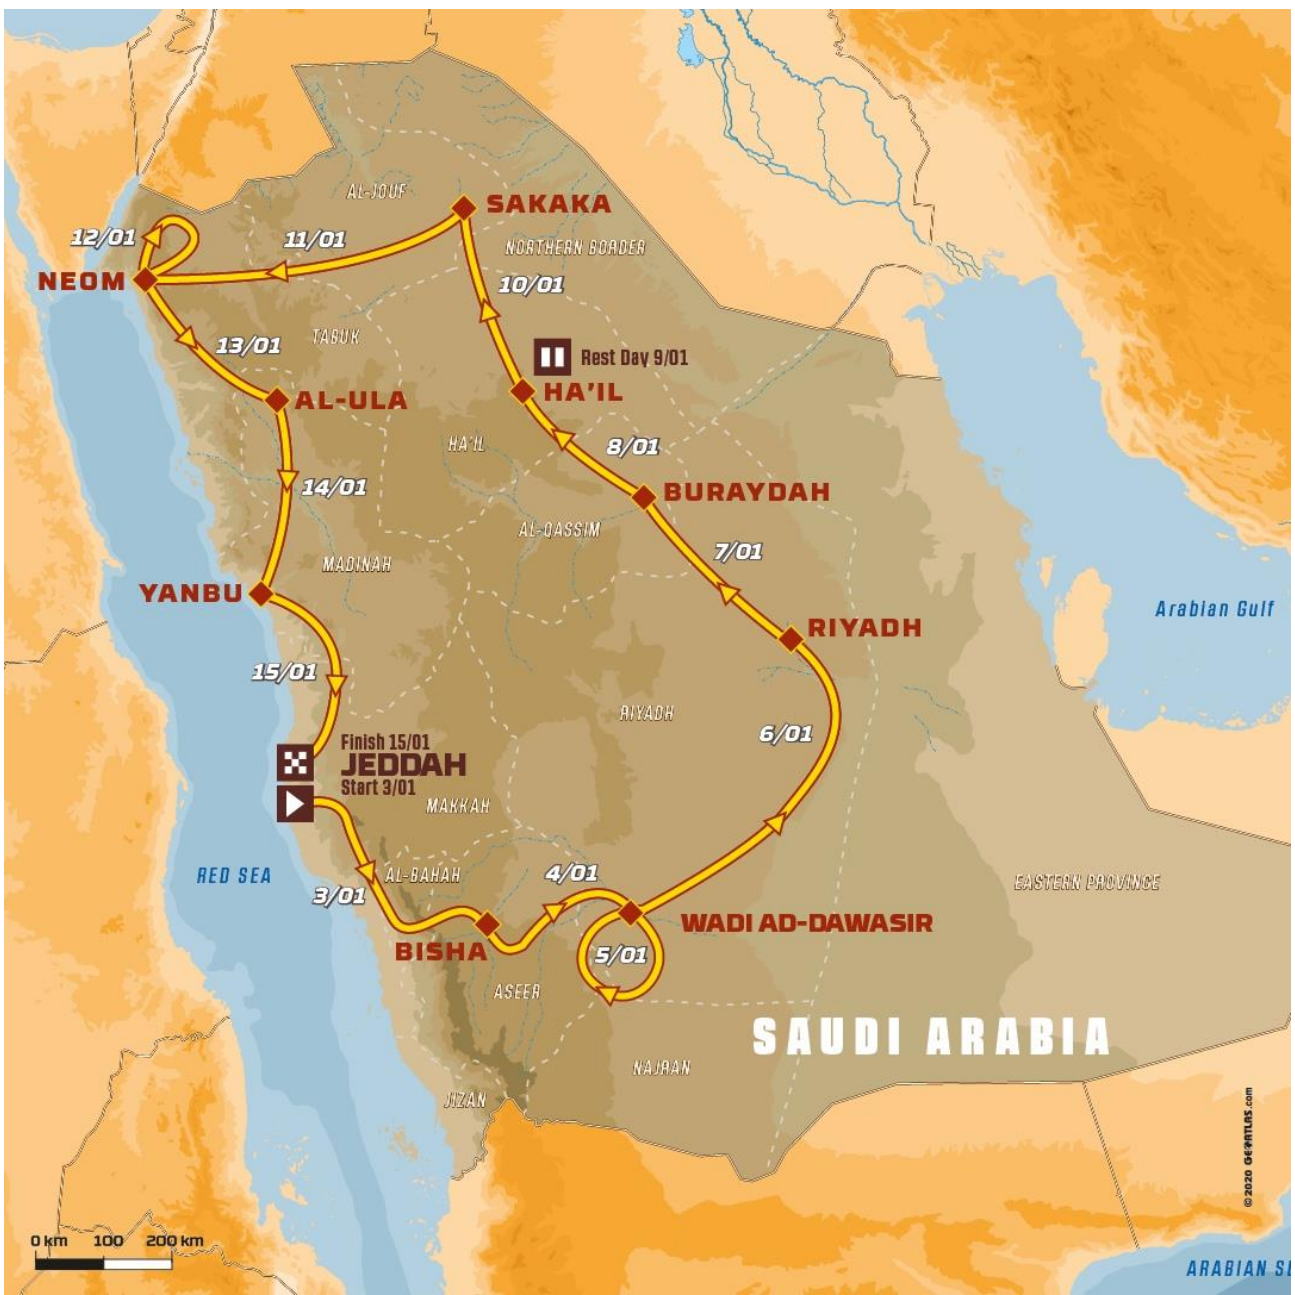 AL-JOUF
SAKAKA
NORTHERN BORDER
12/01
11/01
NEOM
10/01
13/01
TABUK
Rest Day 9/01
HA'IL
AL-ULA
8/01
HA'IL
14/01
BURAYDAH
AL-QASSIM
7/01
MADINAH
YANBU
Arabian Gulf
RIYADH
15/01
RIYADH
6/01
Finish 15/01
JEDDAH
Start 3/01
MAKKAH
RED SEA
AL-BAHAH
4/01
3/01
EASTERN PROVINCE
WADI AD-DAWASIR
BISHA
5/01
ASEER
SAUDI ARABIA
NAJRAN
JIZAN
©2020 GEOATLAS.com
0 km 100 200 km
ARABIAN SE